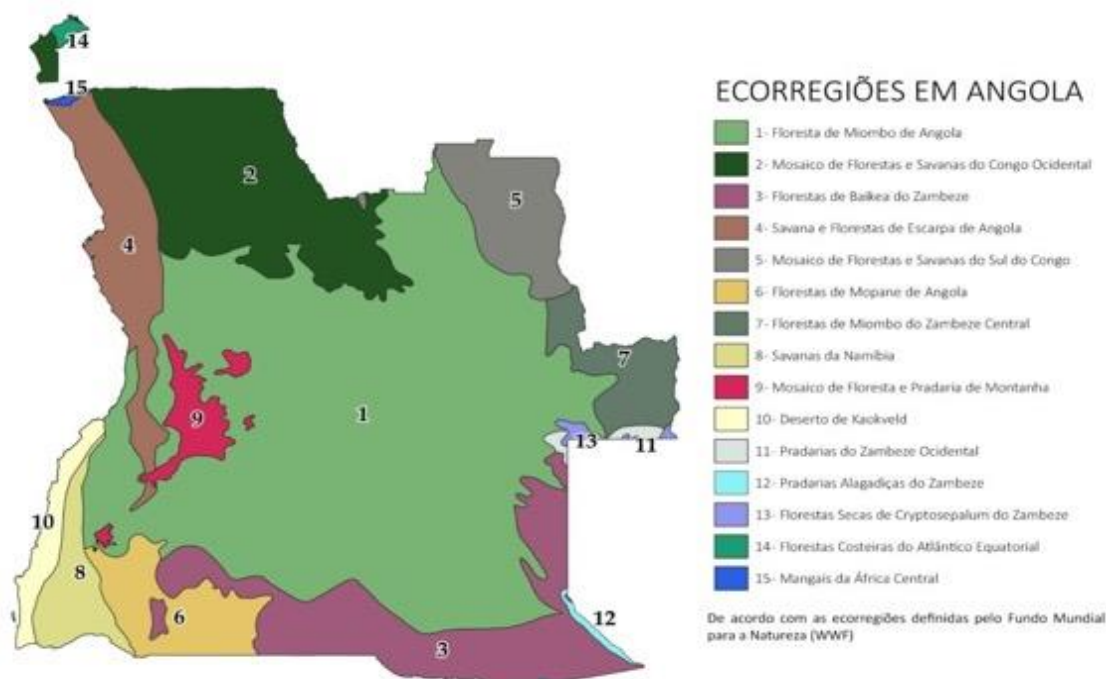 14
15
2
5
4
7
9
1
13
11
10
8
6
12
3
ECORREGIÕES EM ANGOLA
1- Floresta de Miombo de Angola
2- Mosaico de Florestas e Savanas do Congo Ocidental
3- Florestas de Baikea do Zambeze
4- Savana e Florestas de Escarpa de Angola
5- Mosaico de Florestas e Savanas do Sul do Congo
6- Florestas de Mopane de Angola
7- Florestas de Miombo do Zambeze Central
8- Savanas da Namíbia
9- Mosaico de Floresta e Pradaria de Montanha
10- Deserto de Kaokveld
11- Pradarias do Zambeze Ocidental
12- Pradarias Alagadiças do Zambeze
13- Florestas Secas de Cryptosepalum do Zambeze
14- Florestas Costeiras do Atlântico Equatorial
15- Mangais da África Central
De acordo com as ecorregiões definidas pelo Fundo Mundial
para a Natureza (WWF)